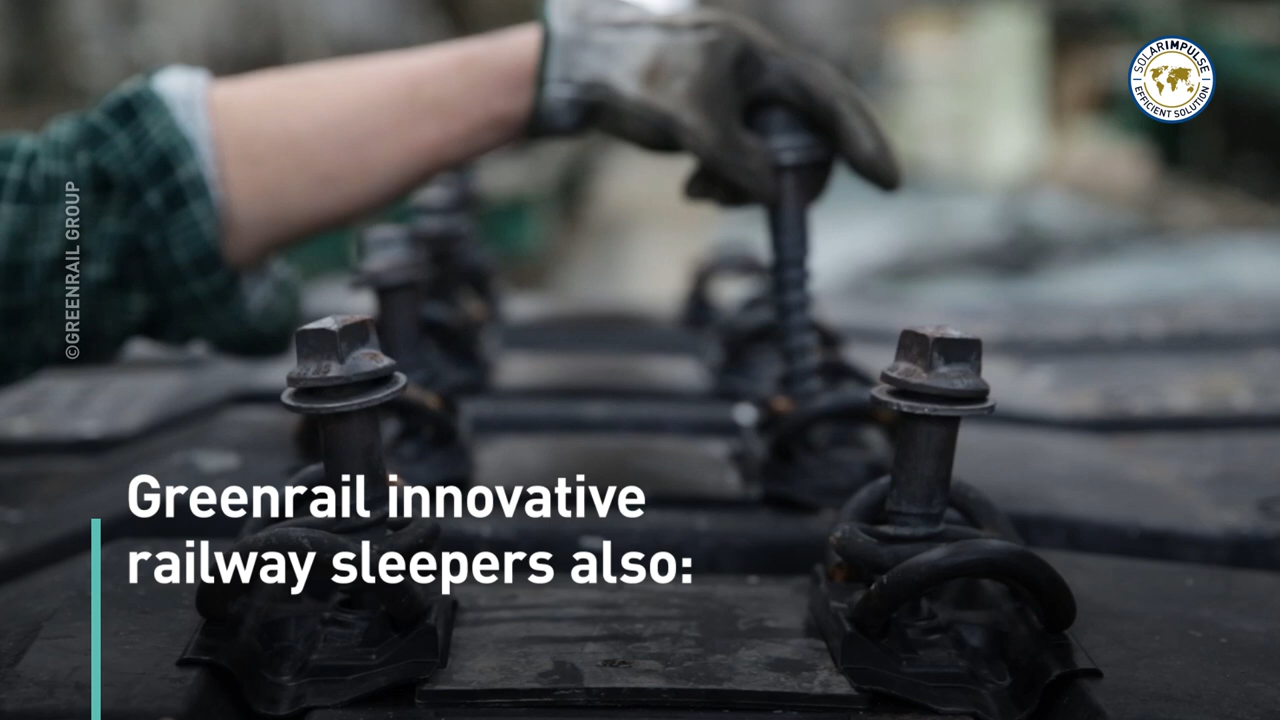 SOLARIMPULSE
EFFICIENT SOLUTION
©GREENRAIL GROUP
Greenrail innovative
railway sleepers also: